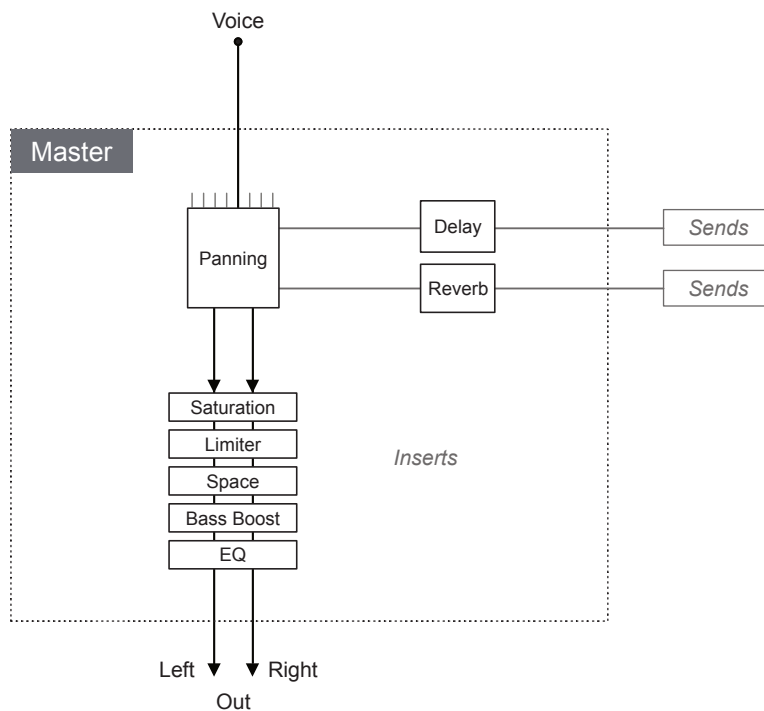 Voice
Master
Panning
Delay
Sends
Reverb
Sends
Saturation
Limiter
Inserts
Space
Bass Boost
EQ
Left
Right
Out